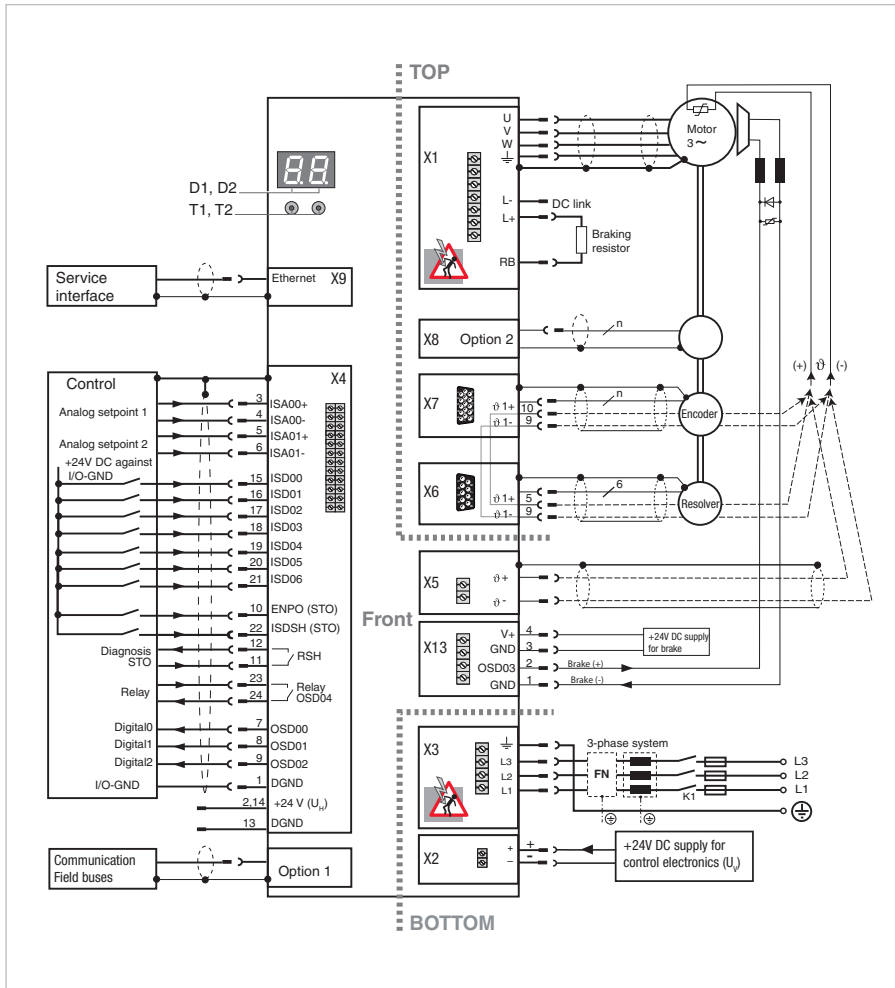 TOP
D1, D2
T1, T2
Service
interface
Ethernet X9
X1
U
V
W
L-
L+
RB
DC link
Braking
resistor
Motor
3~
X8 Option 2
n
X7
ϑ 1+ 10
ϑ 1- 9
n
Encoder
X6
ϑ 1+ 5
ϑ 1- 9
6
Resolver
(+) ϑ (-)
Control
X4
Analog setpoint 1
3 ISA00+
4 ISA00-
Analog setpoint 2
5 ISA01+
6 ISA01-
+24V DC against
I/O-GND
15 ISD00
16 ISD01
17 ISD02
18 ISD03
19 ISD04
20 ISD05
21 ISD06
10 ENPO (STO)
22 ISDSH (STO)
Diagnosis
STO
12
11
RSH
Relay
23
24
Relay
OSD04
Digital0 7 OSD00
Digital1 8 OSD01
Digital2 9 OSD02
I/O-GND 1 DGND
2,14 +24 V (UH)
13 DGND
Communication
Field buses
Option 1
Front
X5
ϑ+
ϑ-
X13
V+ 4
GND 3
OSD03 2
GND 1
+24V DC supply
for brake
Brake (+)
Brake (-)
X3
L3
L2
L1
3-phase system
FN
K1
L3
L2
L1
X2
+ +
– -
+24V DC supply for
control electronics (UV)
BOTTOM